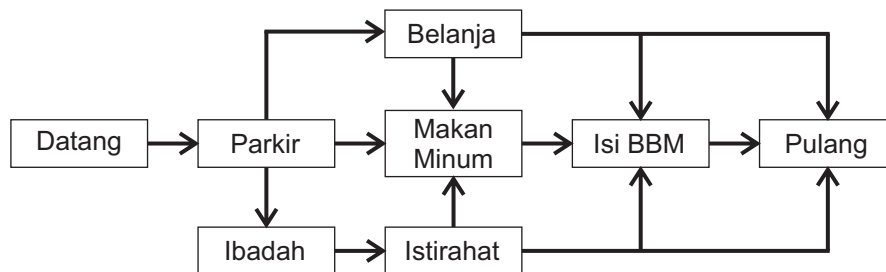 Belanja
Datang
Parkir
Makan
Minum
Isi BBM
Pulang
Ibadah
Istirahat